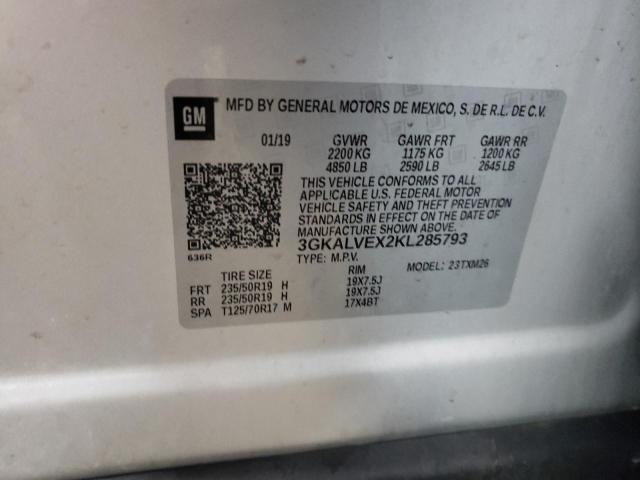 GM MFD BY GENERAL MOTORS DE MEXICO, S. DE R.L. DE C.V.
01/19 GVWR GAWR FRT GAWR RR
2200 KG 1175 KG 1200 KG
4850 LB 2590 LB 2645 LB
THIS VEHICLE CONFORMS TO ALL
APPLICABLE U.S. FEDERAL MOTOR
VEHICLE SAFETY AND THEFT PREVENTION
STANDARDS IN EFFECT ON THE DATE OF
MANUFACTURE SHOWN ABOVE.
3GKALVEX2KL285793
636R TYPE: M.P.V. MODEL: 23TXM26
TIRE SIZE RIM
FRT 235/50R19 H 19X7.5J
RR 235/50R19 H 19X7.5J
SPA T125/70R17 M 17X4BT